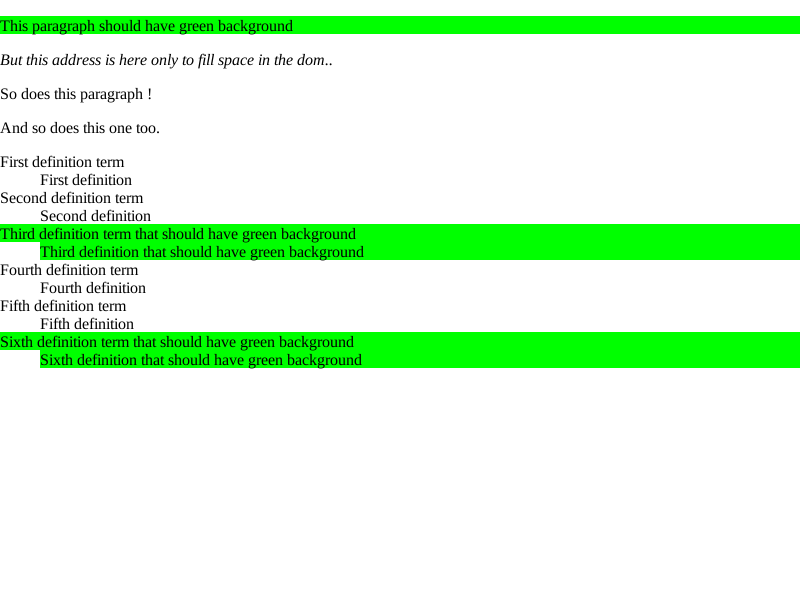 This paragraph should have green background
But this address is here only to fill space in the dom..
So does this paragraph !
And so does this one too.
First definition term
First definition
Second definition term
Second definition
Third definition term that should have green background
Third definition that should have green background
Fourth definition term
Fourth definition
Fifth definition term
Fifth definition
Sixth definition term that should have green background
Sixth definition that should have green background